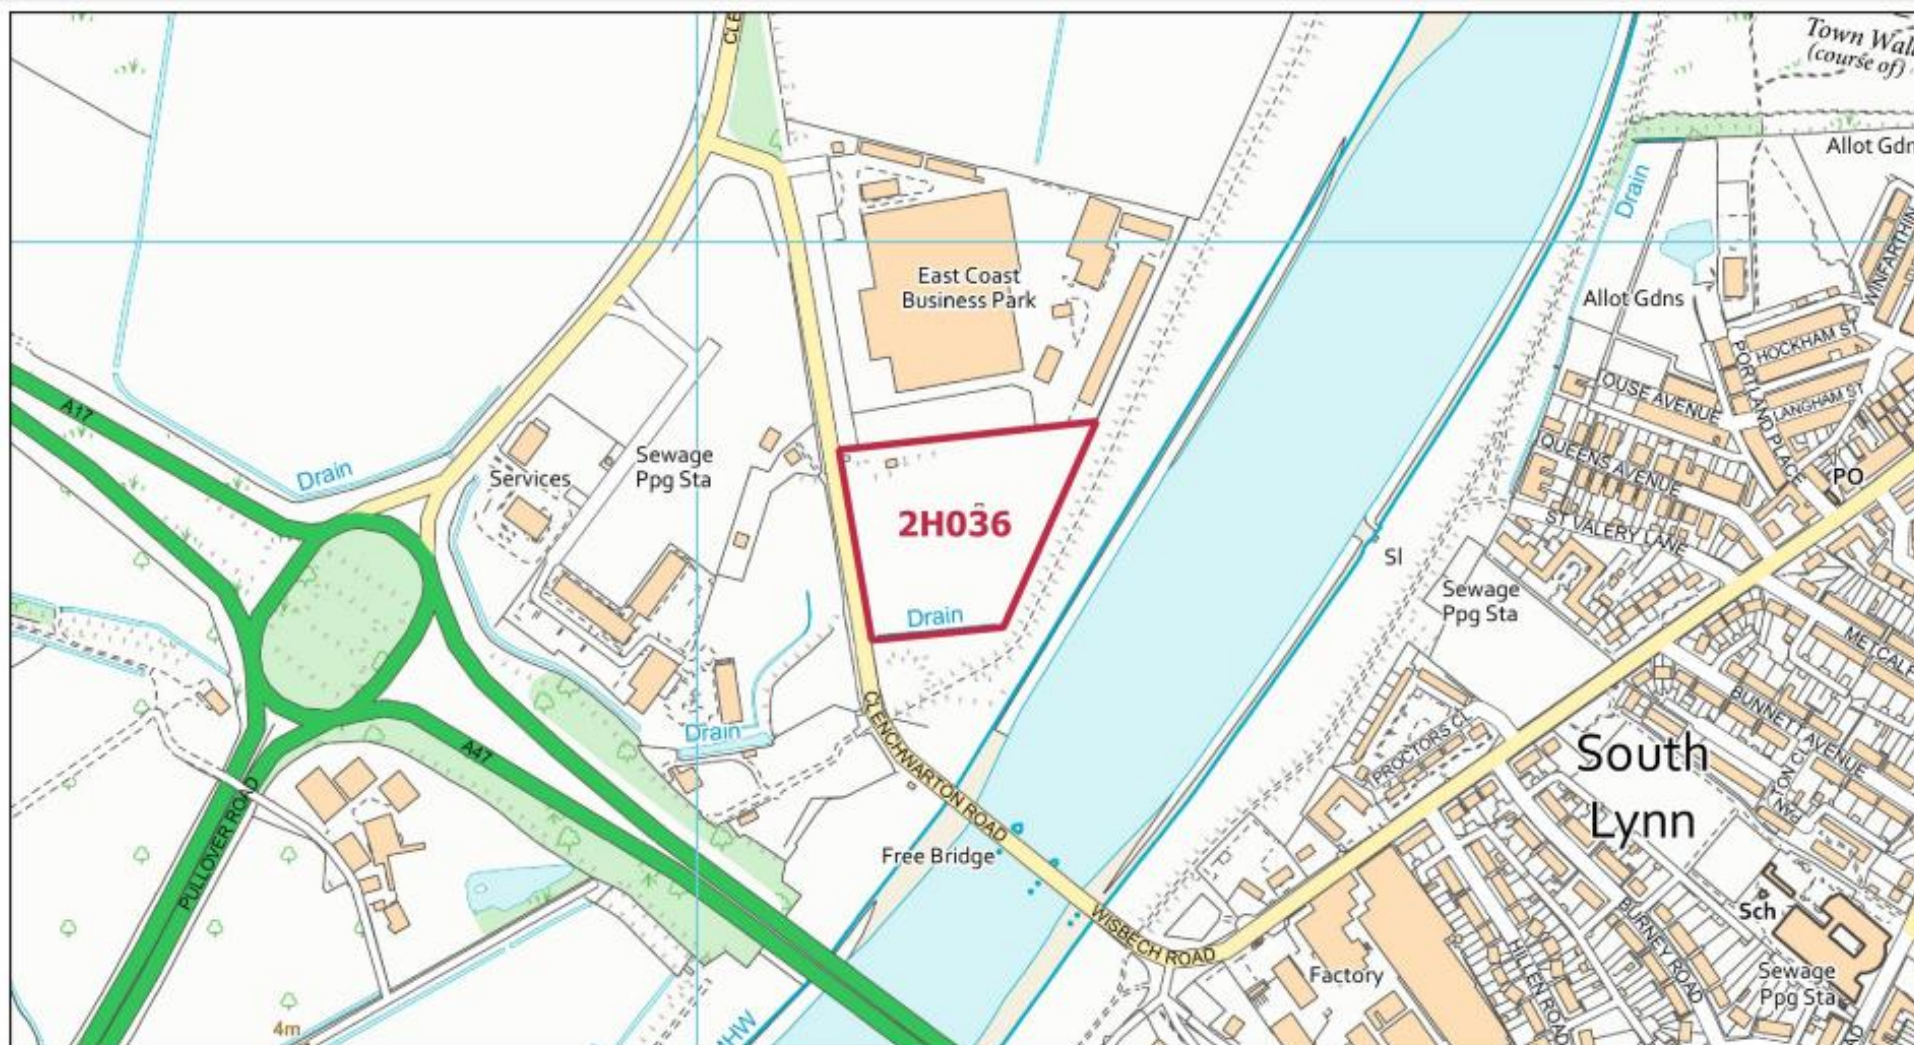 CLE
Town Wall
(course of)
Allot Gdn
Drain
East Coast
Business Park
Allot Gdns
WINFARTHIN
HOCKHAM ST
PORTLAND PLACE
LANGHAM ST
OUSE AVENUE
A17
QUEENS AVENUE
Sewage
Ppg Sta
Services
Drain
PO
2H036
ST VALERY LANE
Sl
Sewage
Ppg Sta
Drain
METCALF
BUNNETT AVENUE
CLENCHWARTON ROAD
Drain
PROCTORS CL
South
Lynn
A47
PULLOVER ROAD
Free Bridge
WISBECH ROAD
Sch
BURNEY ROAD
HILLEN ROAD
Factory
Sewage
Ppg Sta
4m
MHW